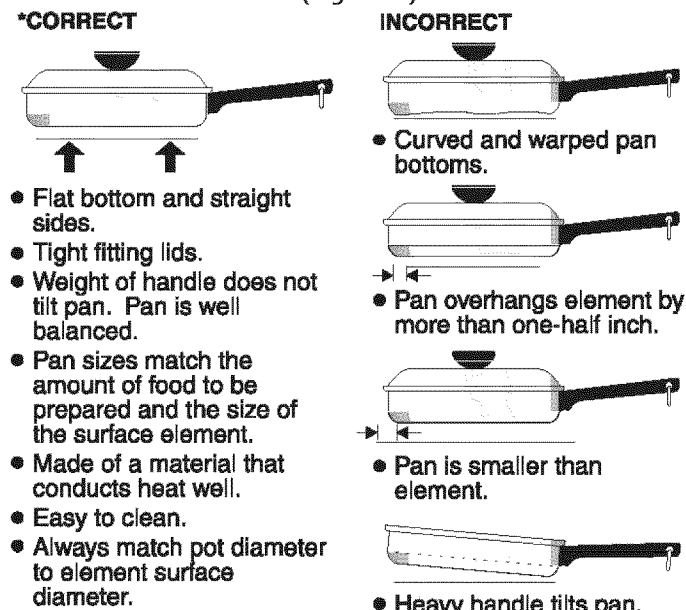 *CORRECT
● Flat bottom and straight
sides.
● Tight fitting lids.
● Weight of handle does not
tilt pan. Pan is well
balanced.
● Pan sizes match the
amount of food to be
prepared and the size of
the surface element.
● Made of a material that
conducts heat well.
● Easy to clean.
● Always match pot diameter
to element surface
diameter.
INCORRECT
● Curved and warped pan
bottoms.
● Pan overhangs element by
more than one-half inch.
● Pan is smaller than
element.
● Heavy handle tilts pan.